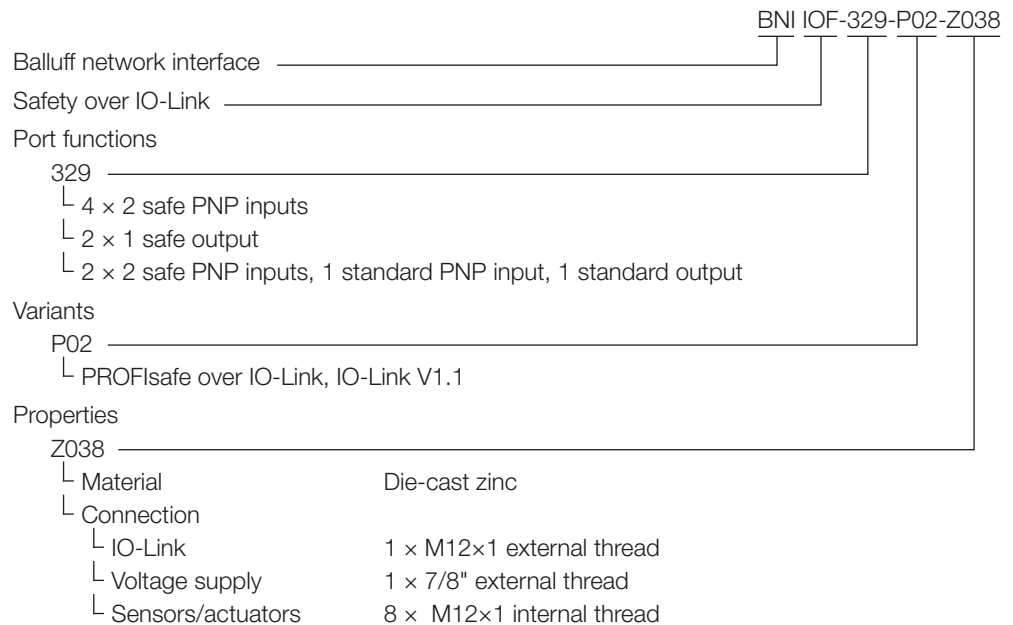 BNI IOF-329-P02-Z038
Balluff network interface
Safety over IO-Link
Port functions
329
4 × 2 safe PNP inputs
2 × 1 safe output
2 × 2 safe PNP inputs, 1 standard PNP input, 1 standard output
Variants
P02
PROFIsafe over IO-Link, IO-Link V1.1
Properties
Z038
Material Die-cast zinc
Connection
IO-Link 1 × M12×1 external thread
Voltage supply 1 × 7/8" external thread
Sensors/actuators 8 × M12×1 internal thread